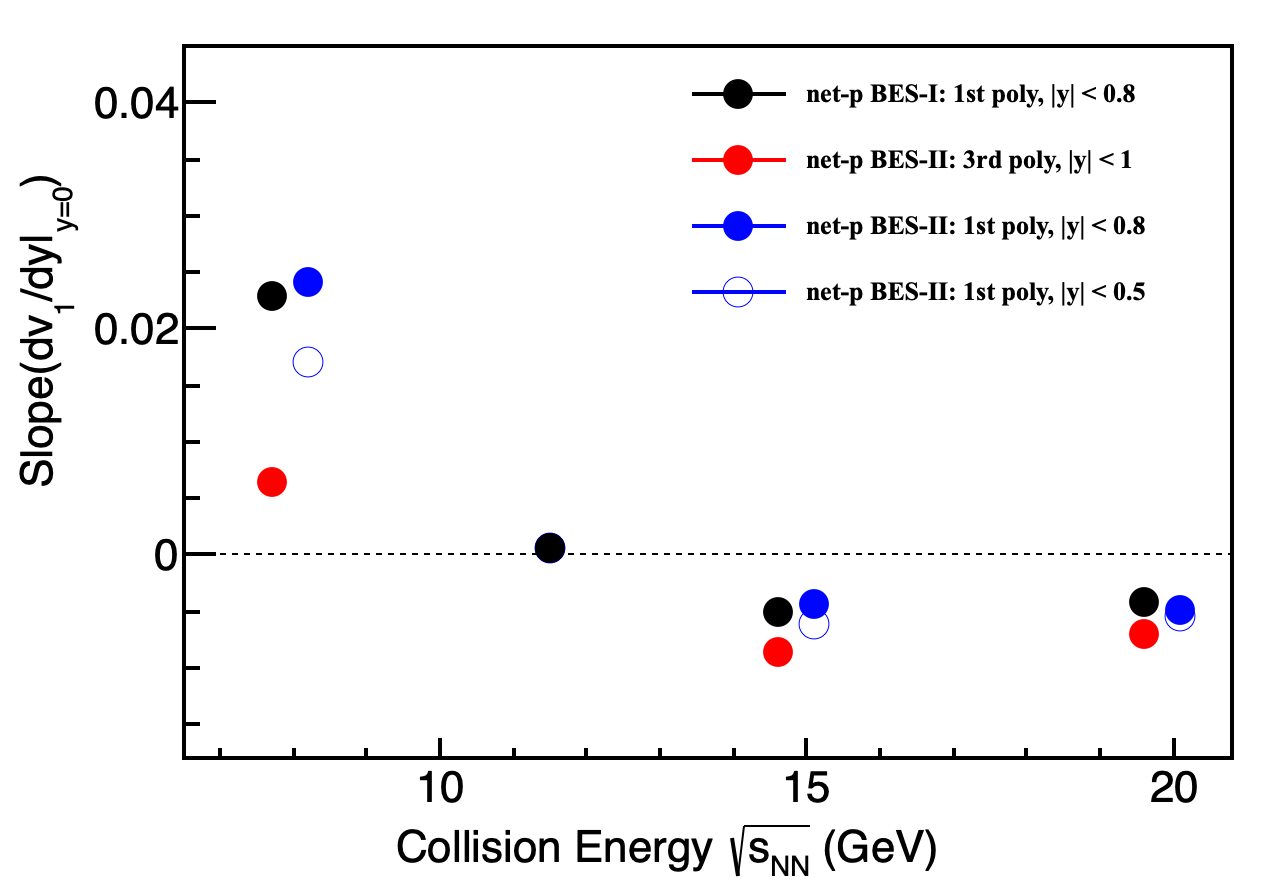 net-p BES-I: 1st poly, |y| < 0.8
net-p BES-II: 3rd poly, |y| < 1
net-p BES-II: 1st poly, |y| < 0.8
net-p BES-II: 1st poly, |y| < 0.5
Slope(dv1/dy|y=0)
0.04
0.02
0
10 15 20
Collision Energy √sNN (GeV)